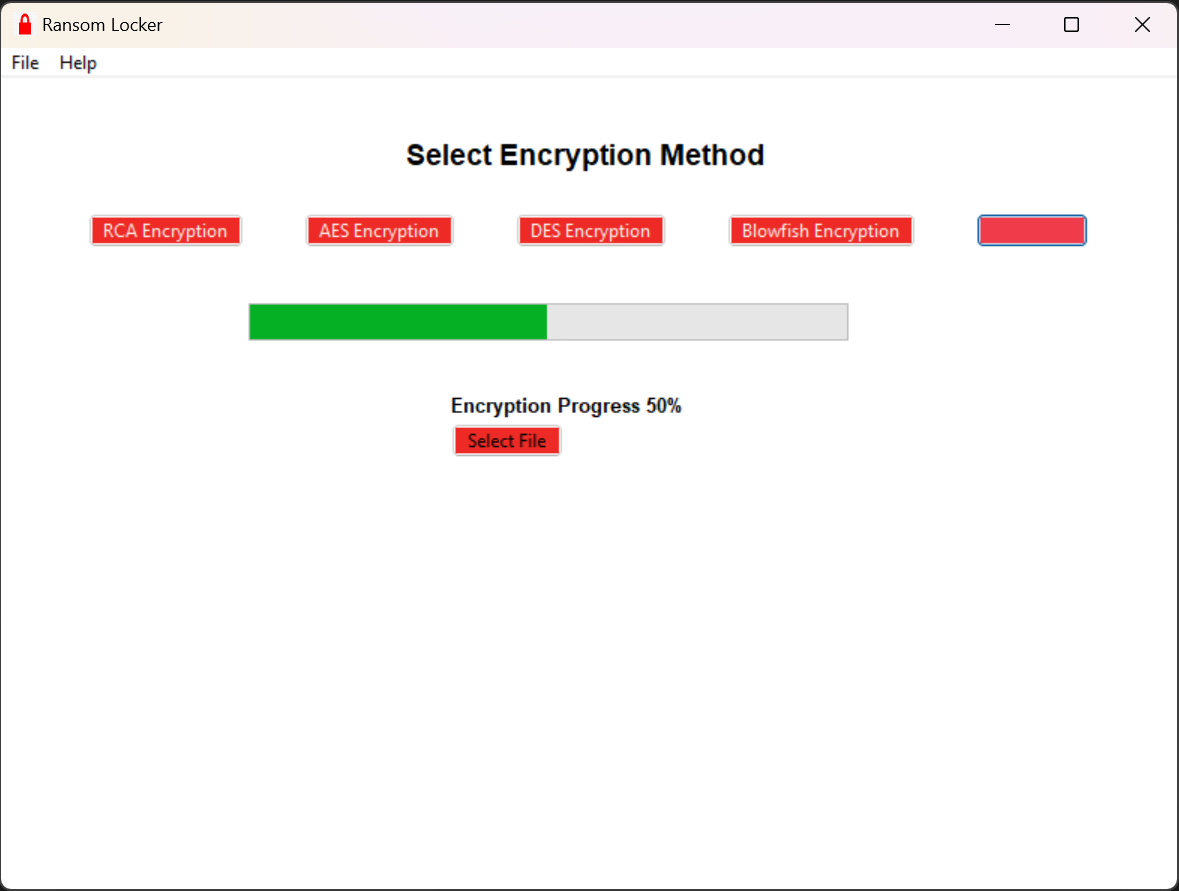 Ransom Locker
File Help
Select Encryption Method
RCA Encryption AES Encryption DES Encryption Blowfish Encryption
Encryption Progress 50%
Select File